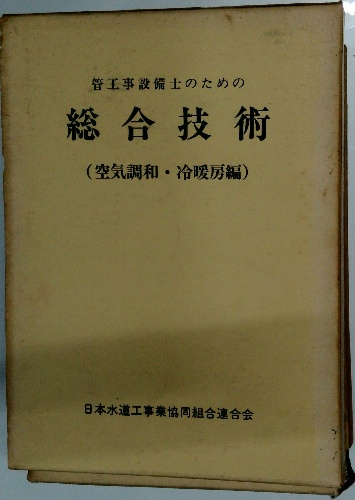 管工事設備士のための
総合技術
(空気調和・冷暖房編)
日本水道工事業協同組合連合会